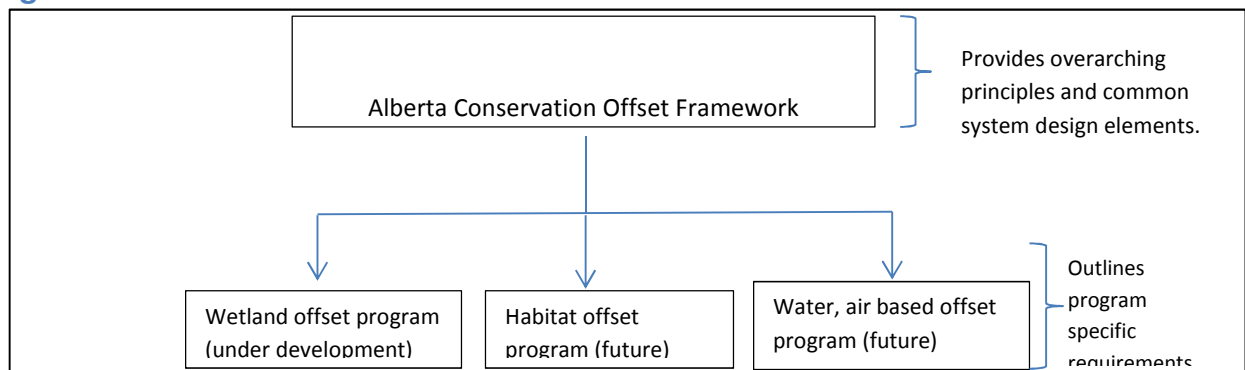 Provides overarching
principles and common
system design elements.
Alberta Conservation Offset Framework
Wetland offset program
(under development)
Habitat offset
program (future)
Water, air based offset
program (future)
Outlines
program
specific
requirements